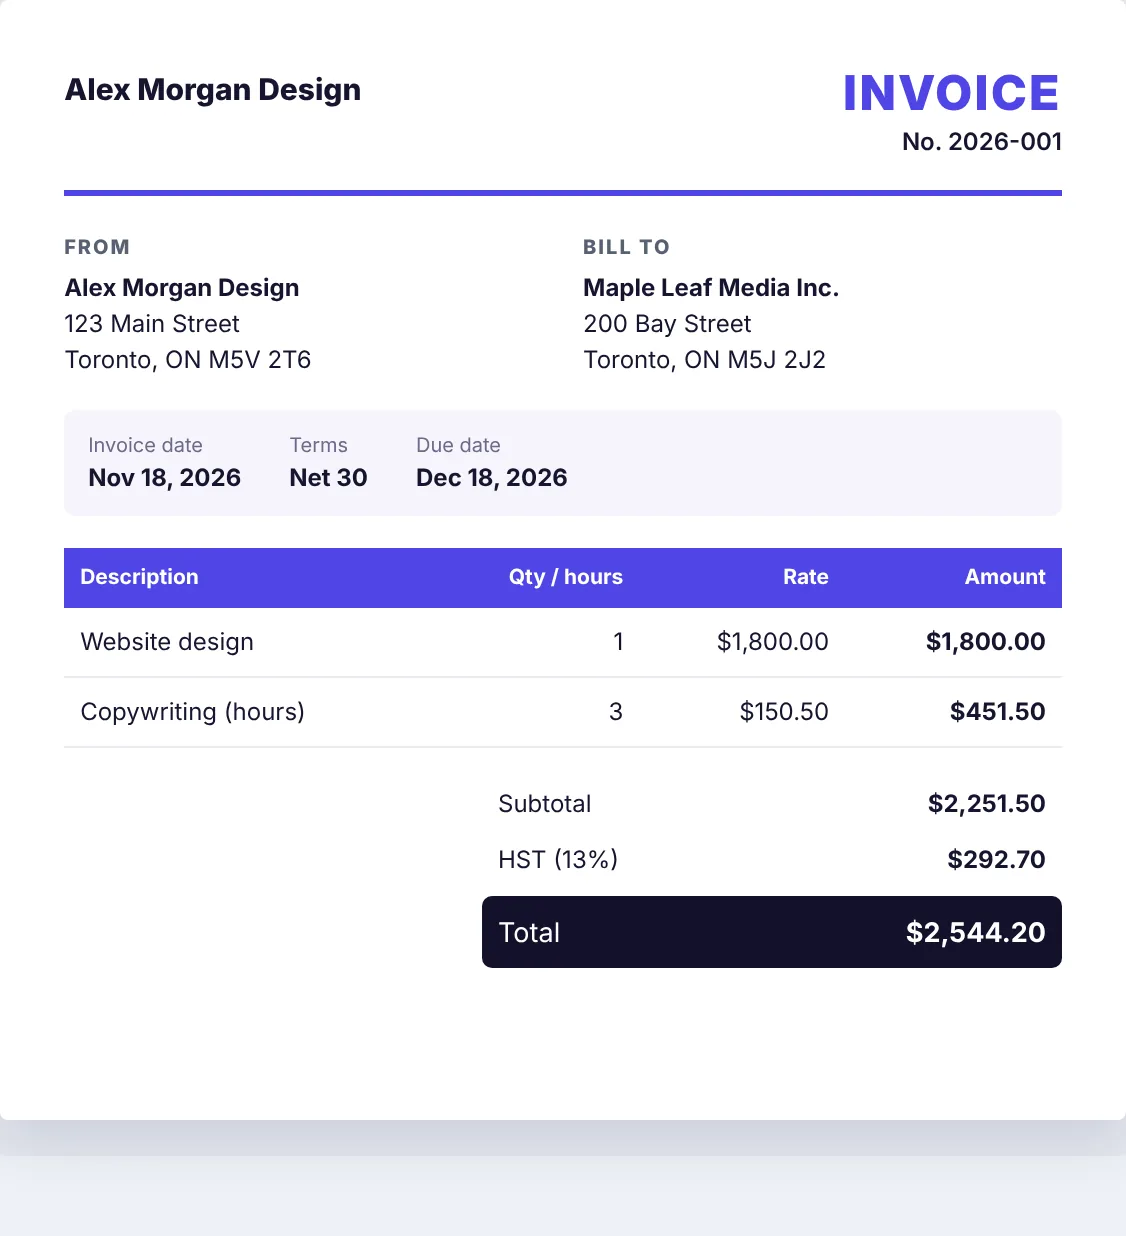 Alex Morgan Design
INVOICE
No. 2026-001
FROM
Alex Morgan Design
123 Main Street
Toronto, ON M5V 2T6
BILL TO
Maple Leaf Media Inc.
200 Bay Street
Toronto, ON M5J 2J2
Invoice date Terms Due date
Nov 18, 2026 Net 30 Dec 18, 2026
Description Qty / hours Rate Amount
Website design 1 $1,800.00 $1,800.00
Copywriting (hours) 3 $150.50 $451.50
Subtotal $2,251.50
HST (13%) $292.70
Total $2,544.20